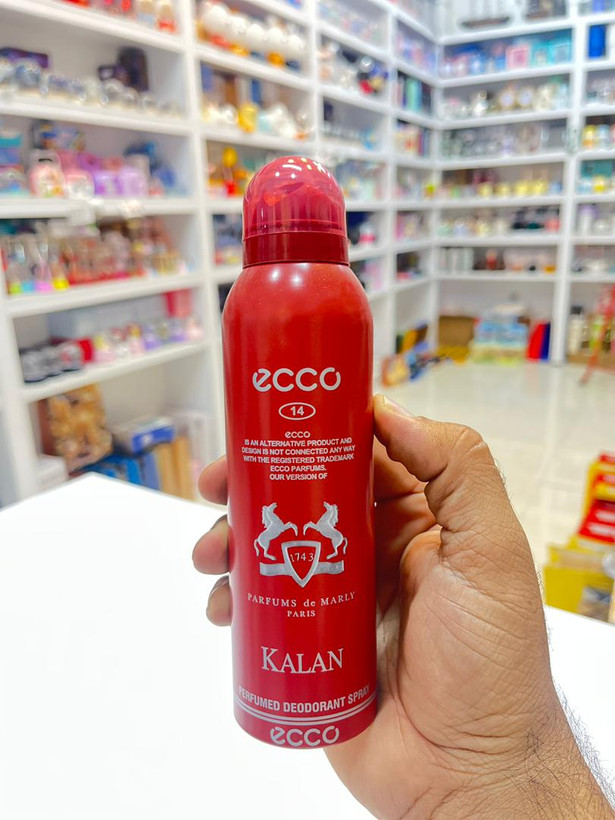 ecco
14
ecco
IS AN ALTERNATIVE PRODUCT AND
DESIGN IS NOT CONNECTED ANY WAY
WITH THE REGISTERED TRADEMARK
ECCO PARFUMS.
OUR VERSION OF
1743
PARFUMS de MARLY
PARIS
KALAN
PERFUMED DEODORANT SPRAY
ecco